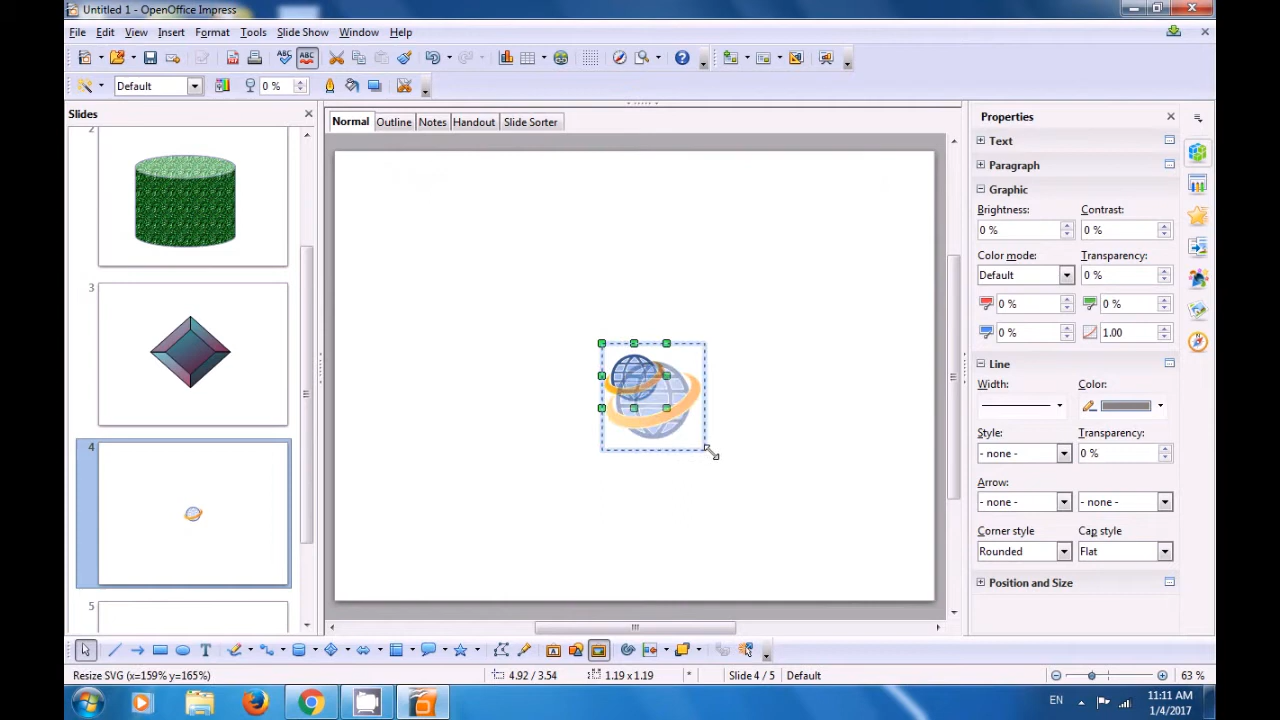 Untitled 1 - OpenOffice Impress
File Edit View Insert Format Tools Slide Show Window Help
ABC ABC
Default 0 %
Slides
Normal Outline Notes Handout Slide Sorter
Properties
2
3
4
5
Text
Paragraph
Graphic
Brightness: Contrast:
0 % 0 %
Color mode: Transparency:
Default 0 %
0 % 0 %
0 % 1.00
Line
Width: Color:
Style: Transparency:
- none - 0 %
Arrow:
- none - - none -
Corner style Cap style
Rounded Flat
Position and Size
T A
Resize SVG (x=159% y=165%) 4.92 / 3.54 1.19 x 1.19 * Slide 4 / 5 Default 63 %
EN 11:11 AM
1/4/2017